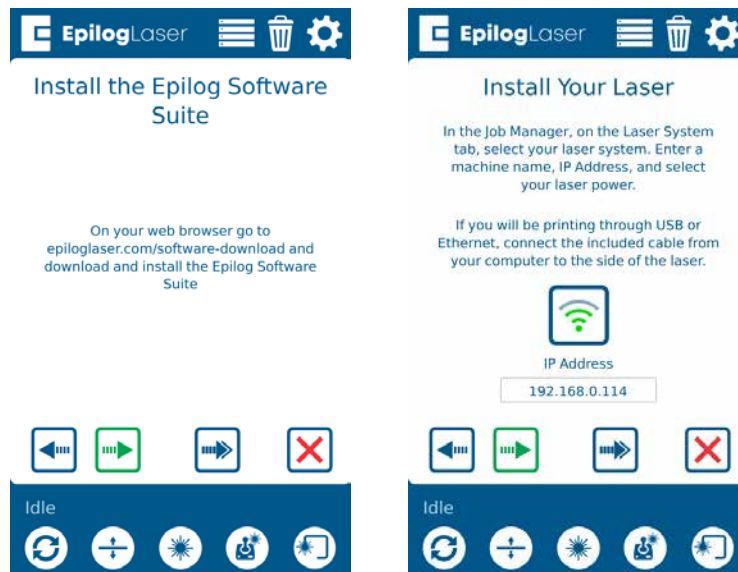 EpilogLaser
Install the Epilog Software
Suite
On your web browser go to
epiloglaser.com/software-download and
download and install the Epilog Software
Suite
Idle
EpilogLaser
Install Your Laser
In the Job Manager, on the Laser System
tab, select your laser system. Enter a
machine name, IP Address, and select
your laser power.
If you will be printing through USB or
Ethernet, connect the included cable from
your computer to the side of the laser.
IP Address
192.168.0.114
Idle